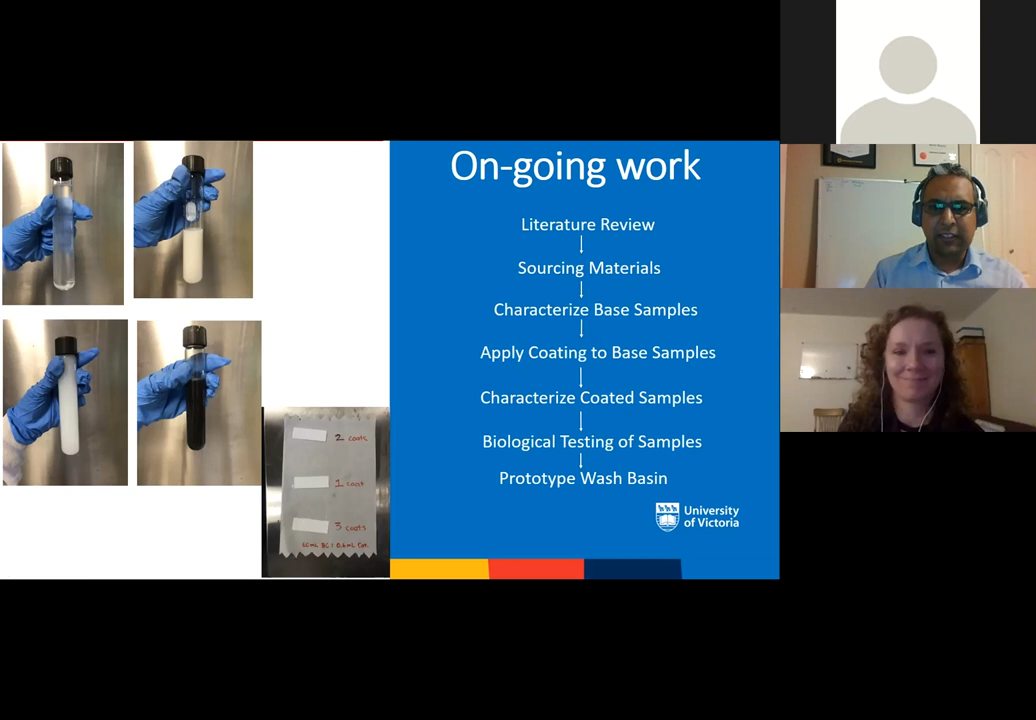 On-going work
Literature Review
Sourcing Materials
Characterize Base Samples
Apply Coating to Base Samples
Characterize Coated Samples
Biological Testing of Samples
Prototype Wash Basin
University
of Victoria
2 coats
1 coat
3 coats